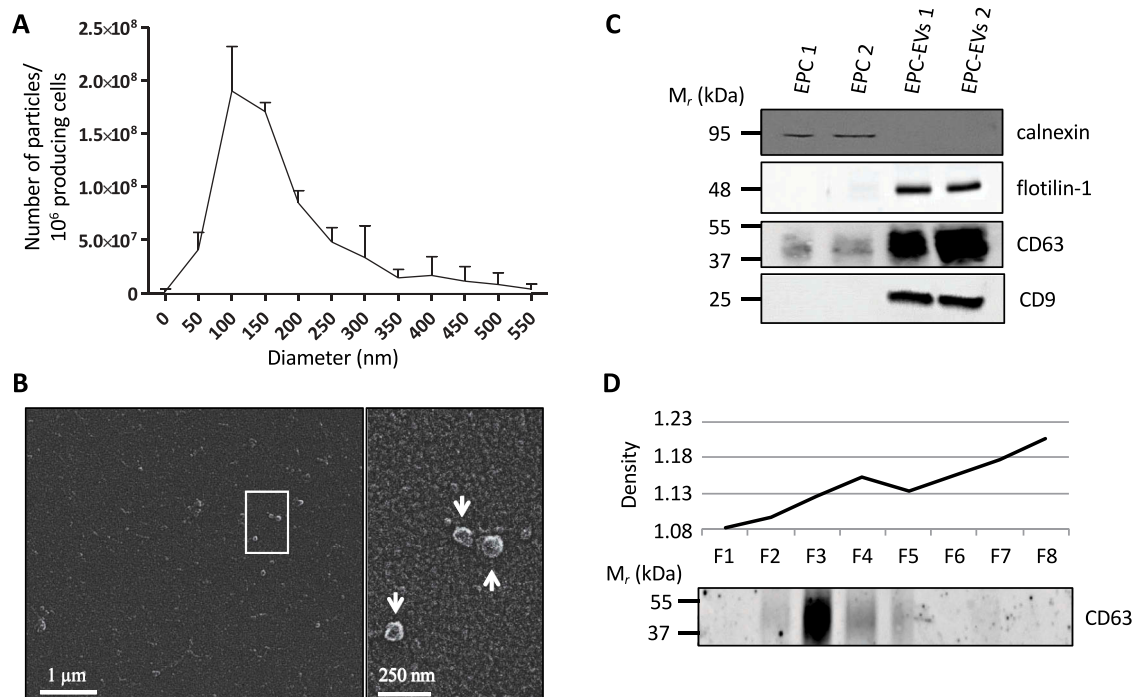 A
Number of particles/
10⁶ producing cells
2.5×10⁸
2.0×10⁸
1.5×10⁸
1.0×10⁸
5.0×10⁷
0
0 50 100 150 200 250 300 350 400 450 500 550
Diameter (nm)
B
1 µm
250 nm
C
EPC 1 EPC 2 EPC-EVs 1 EPC-EVs 2
Mr (kDa)
95 calnexin
48 flotilin-1
55
37 CD63
25 CD9
D
Density
1.23
1.18
1.13
1.08
F1 F2 F3 F4 F5 F6 F7 F8
Mr (kDa)
55
37
CD63